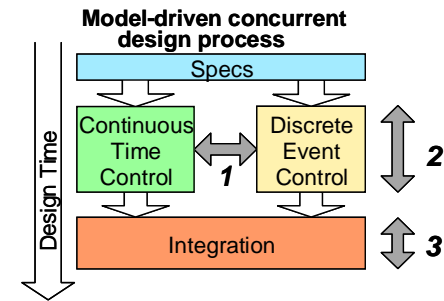 Model-driven concurrent
design process
Specs
Continuous
Time
Control
1
Discrete
Event
Control
2
Integration
3
Design Time